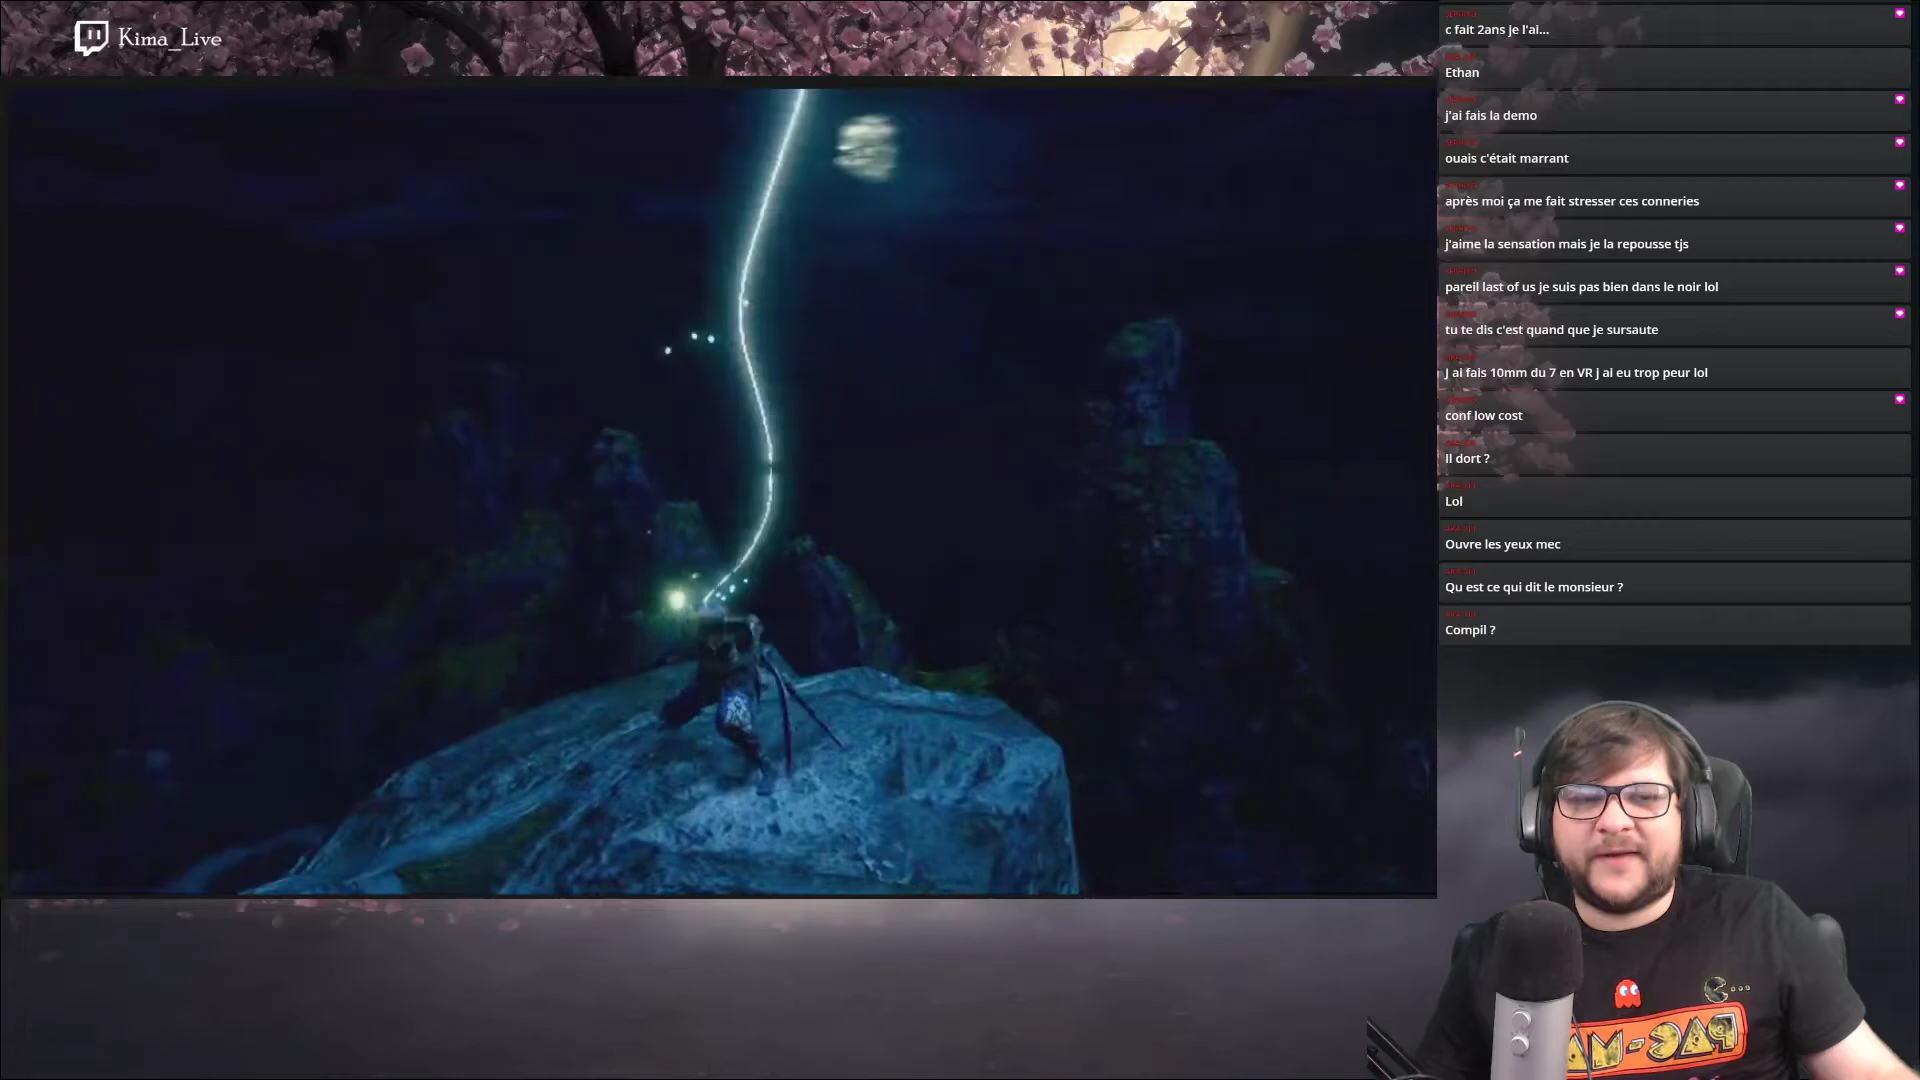 Kima_Live
c fait 2ans je l'ai...
Ethan
j'ai fais la demo
ouais c'était marrant
après moi ça me fait stresser ces conneries
j'aime la sensation mais je la repousse tjs
pareil last of us je suis pas bien dans le noir lol
tu te dis c'est quand que je sursaute
J ai fais 10mm du 7 en VR j ai eu trop peur lol
conf low cost
Il dort ?
Lol
Ouvre les yeux mec
Qu est ce qui dit le monsieur ?
Compil ?
PAC-MAN